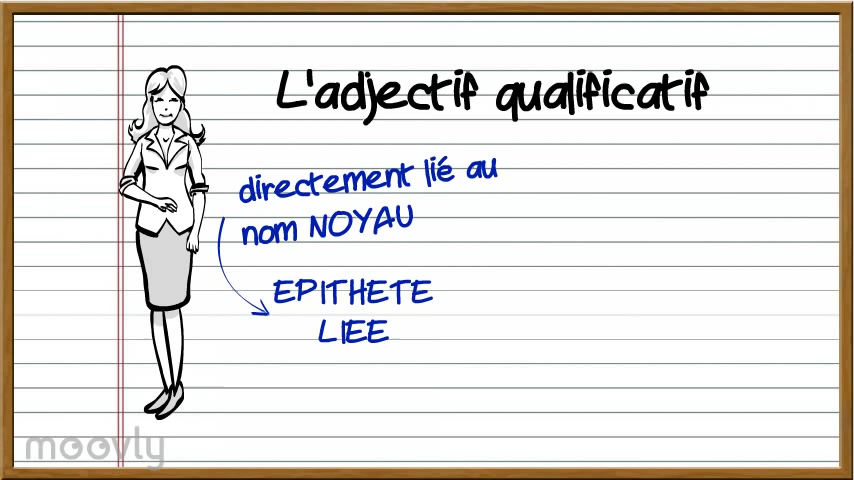 L'adjectif qualificatif
directement lié au
nom NOYAU
EPITHETE
LIEE
moovly